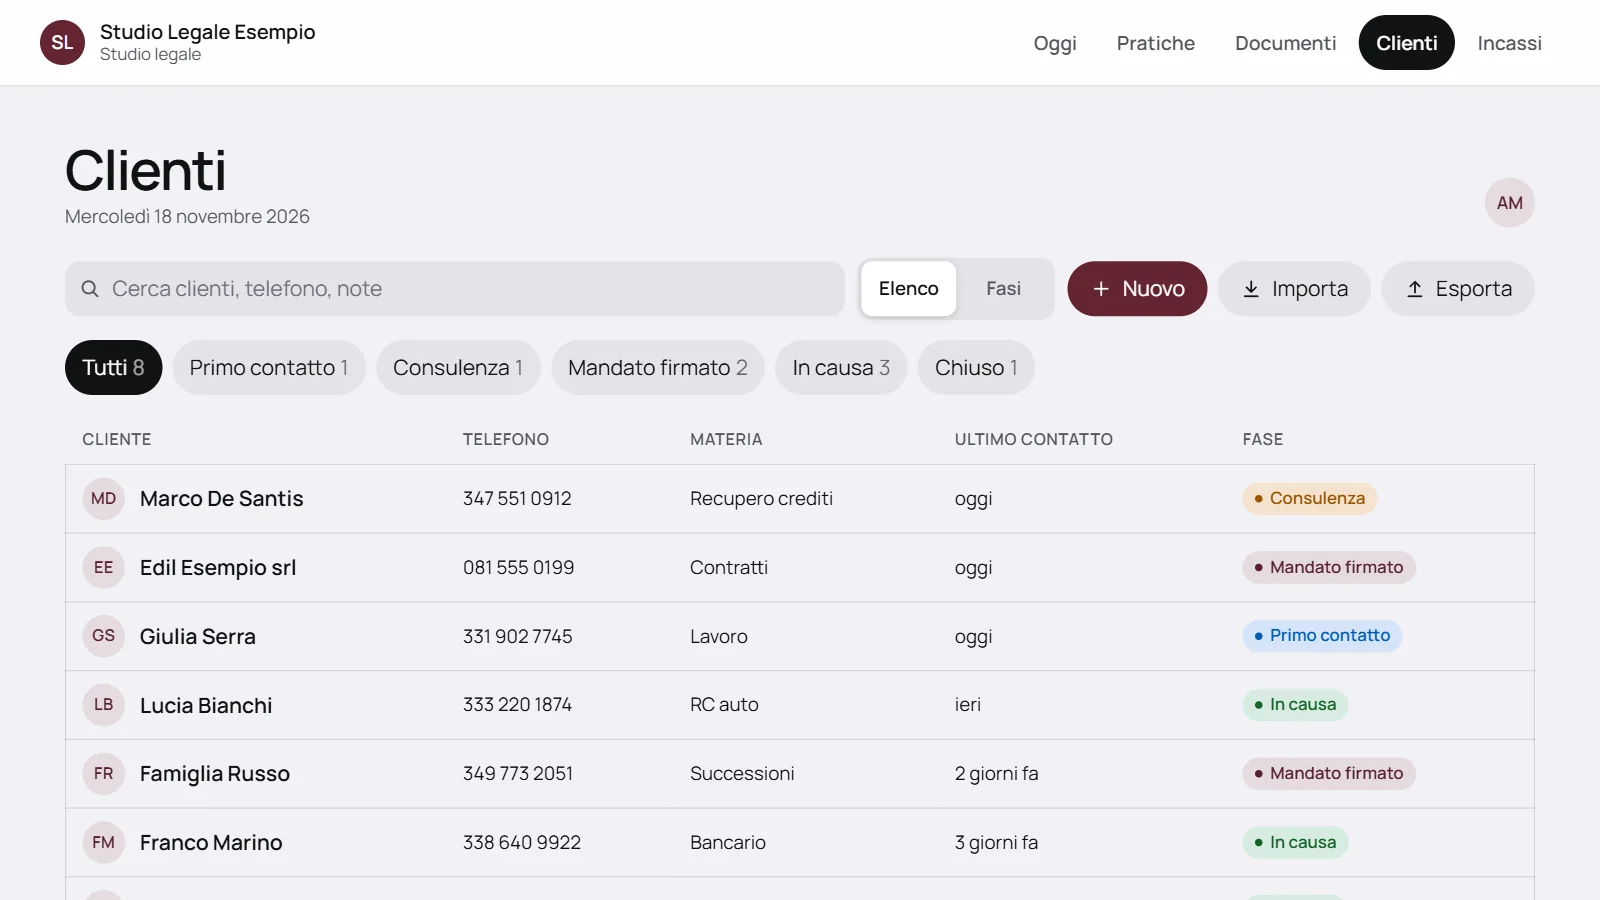 SL
Studio Legale Esempio
Studio legale
Oggi
Pratiche
Documenti
Clienti
Incassi
Clienti
Mercoledì 18 novembre 2026
AM
Cerca clienti, telefono, note
Elenco
Fasi
+ Nuovo
Importa
Esporta
Tutti 8
Primo contatto 1
Consulenza 1
Mandato firmato 2
In causa 3
Chiuso 1
CLIENTE TELEFONO MATERIA ULTIMO CONTATTO FASE
MD Marco De Santis 347 551 0912 Recupero crediti oggi Consulenza
EE Edil Esempio srl 081 555 0199 Contratti oggi Mandato firmato
GS Giulia Serra 331 902 7745 Lavoro oggi Primo contatto
LB Lucia Bianchi 333 220 1874 RC auto ieri In causa
FR Famiglia Russo 349 773 2051 Successioni 2 giorni fa Mandato firmato
FM Franco Marino 338 640 9922 Bancario 3 giorni fa In causa